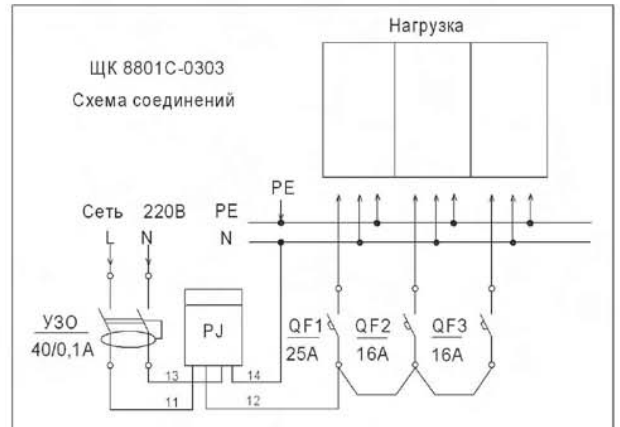 Нагрузка
ЩК 8801С-0303
Схема соединений
PE
Сеть 220В PE
L N N
УЗО
40/0,1А
PJ
QF1 QF2 QF3
25А 16А 16А
13 14
11 12